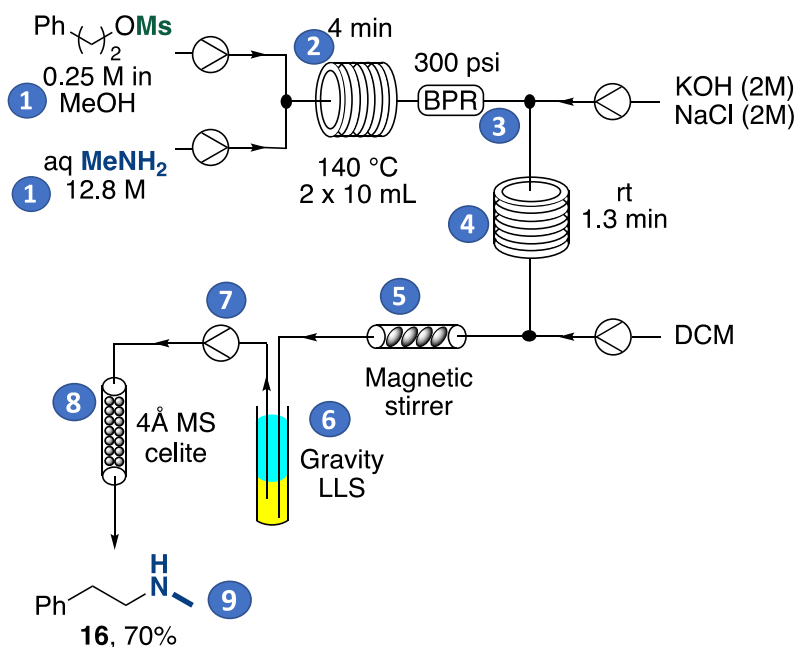 Ph OMs
( )2
0.25 M in
MeOH
1
aq MeNH2
12.8 M
1
2
4 min
140 °C
2 x 10 mL
300 psi
BPR
3
KOH (2M)
NaCl (2M)
4
rt
1.3 min
DCM
5
Magnetic
stirrer
6
Gravity
LLS
7
8
4Å MS
celite
Ph
H
N
9
16, 70%